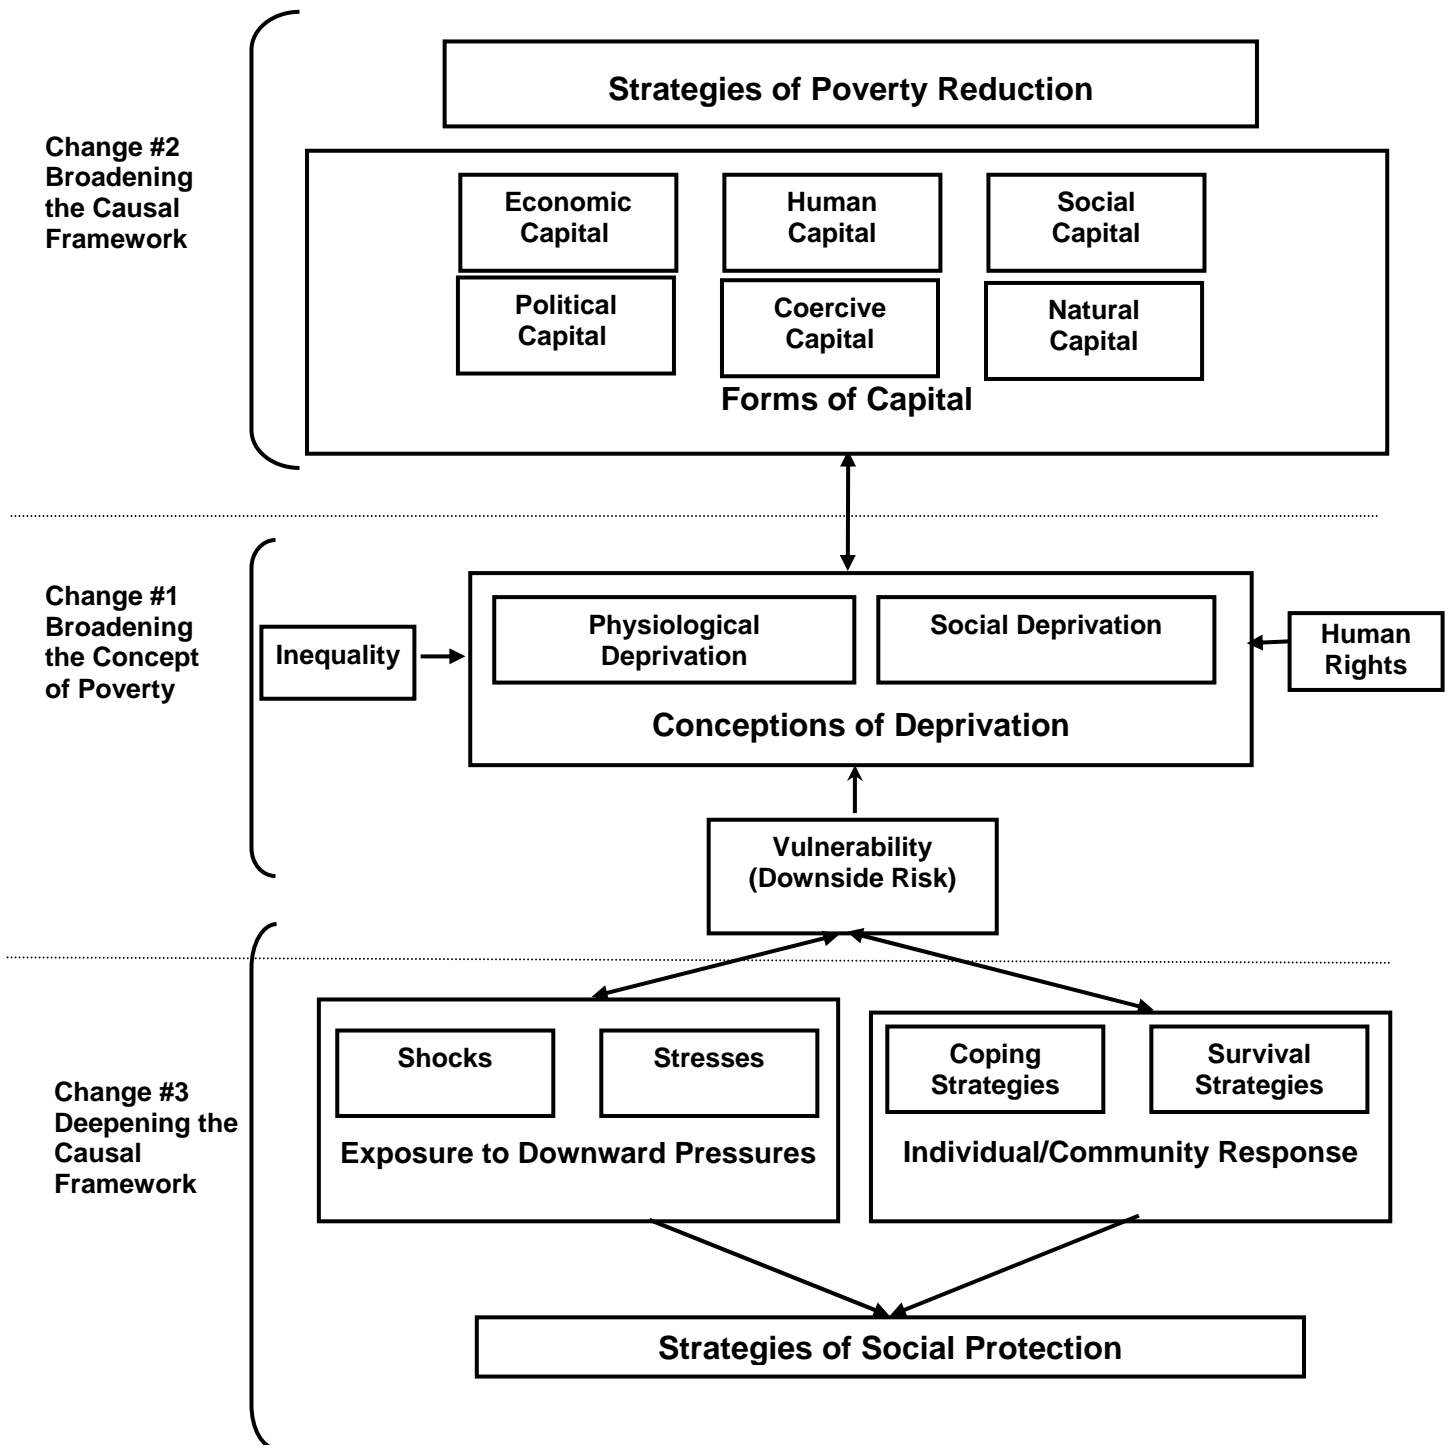 Strategies of Poverty Reduction
Change #2
Broadening
the Causal
Framework
Economic
Capital
Human
Capital
Social
Capital
Political
Capital
Coercive
Capital
Natural
Capital
Forms of Capital
Change #1
Broadening
the Concept
of Poverty
Inequality
Physiological
Deprivation
Social Deprivation
Conceptions of Deprivation
Human
Rights
Vulnerability
(Downside Risk)
Change #3
Deepening the
Causal
Framework
Shocks
Stresses
Exposure to Downward Pressures
Coping
Strategies
Survival
Strategies
Individual/Community Response
Strategies of Social Protection